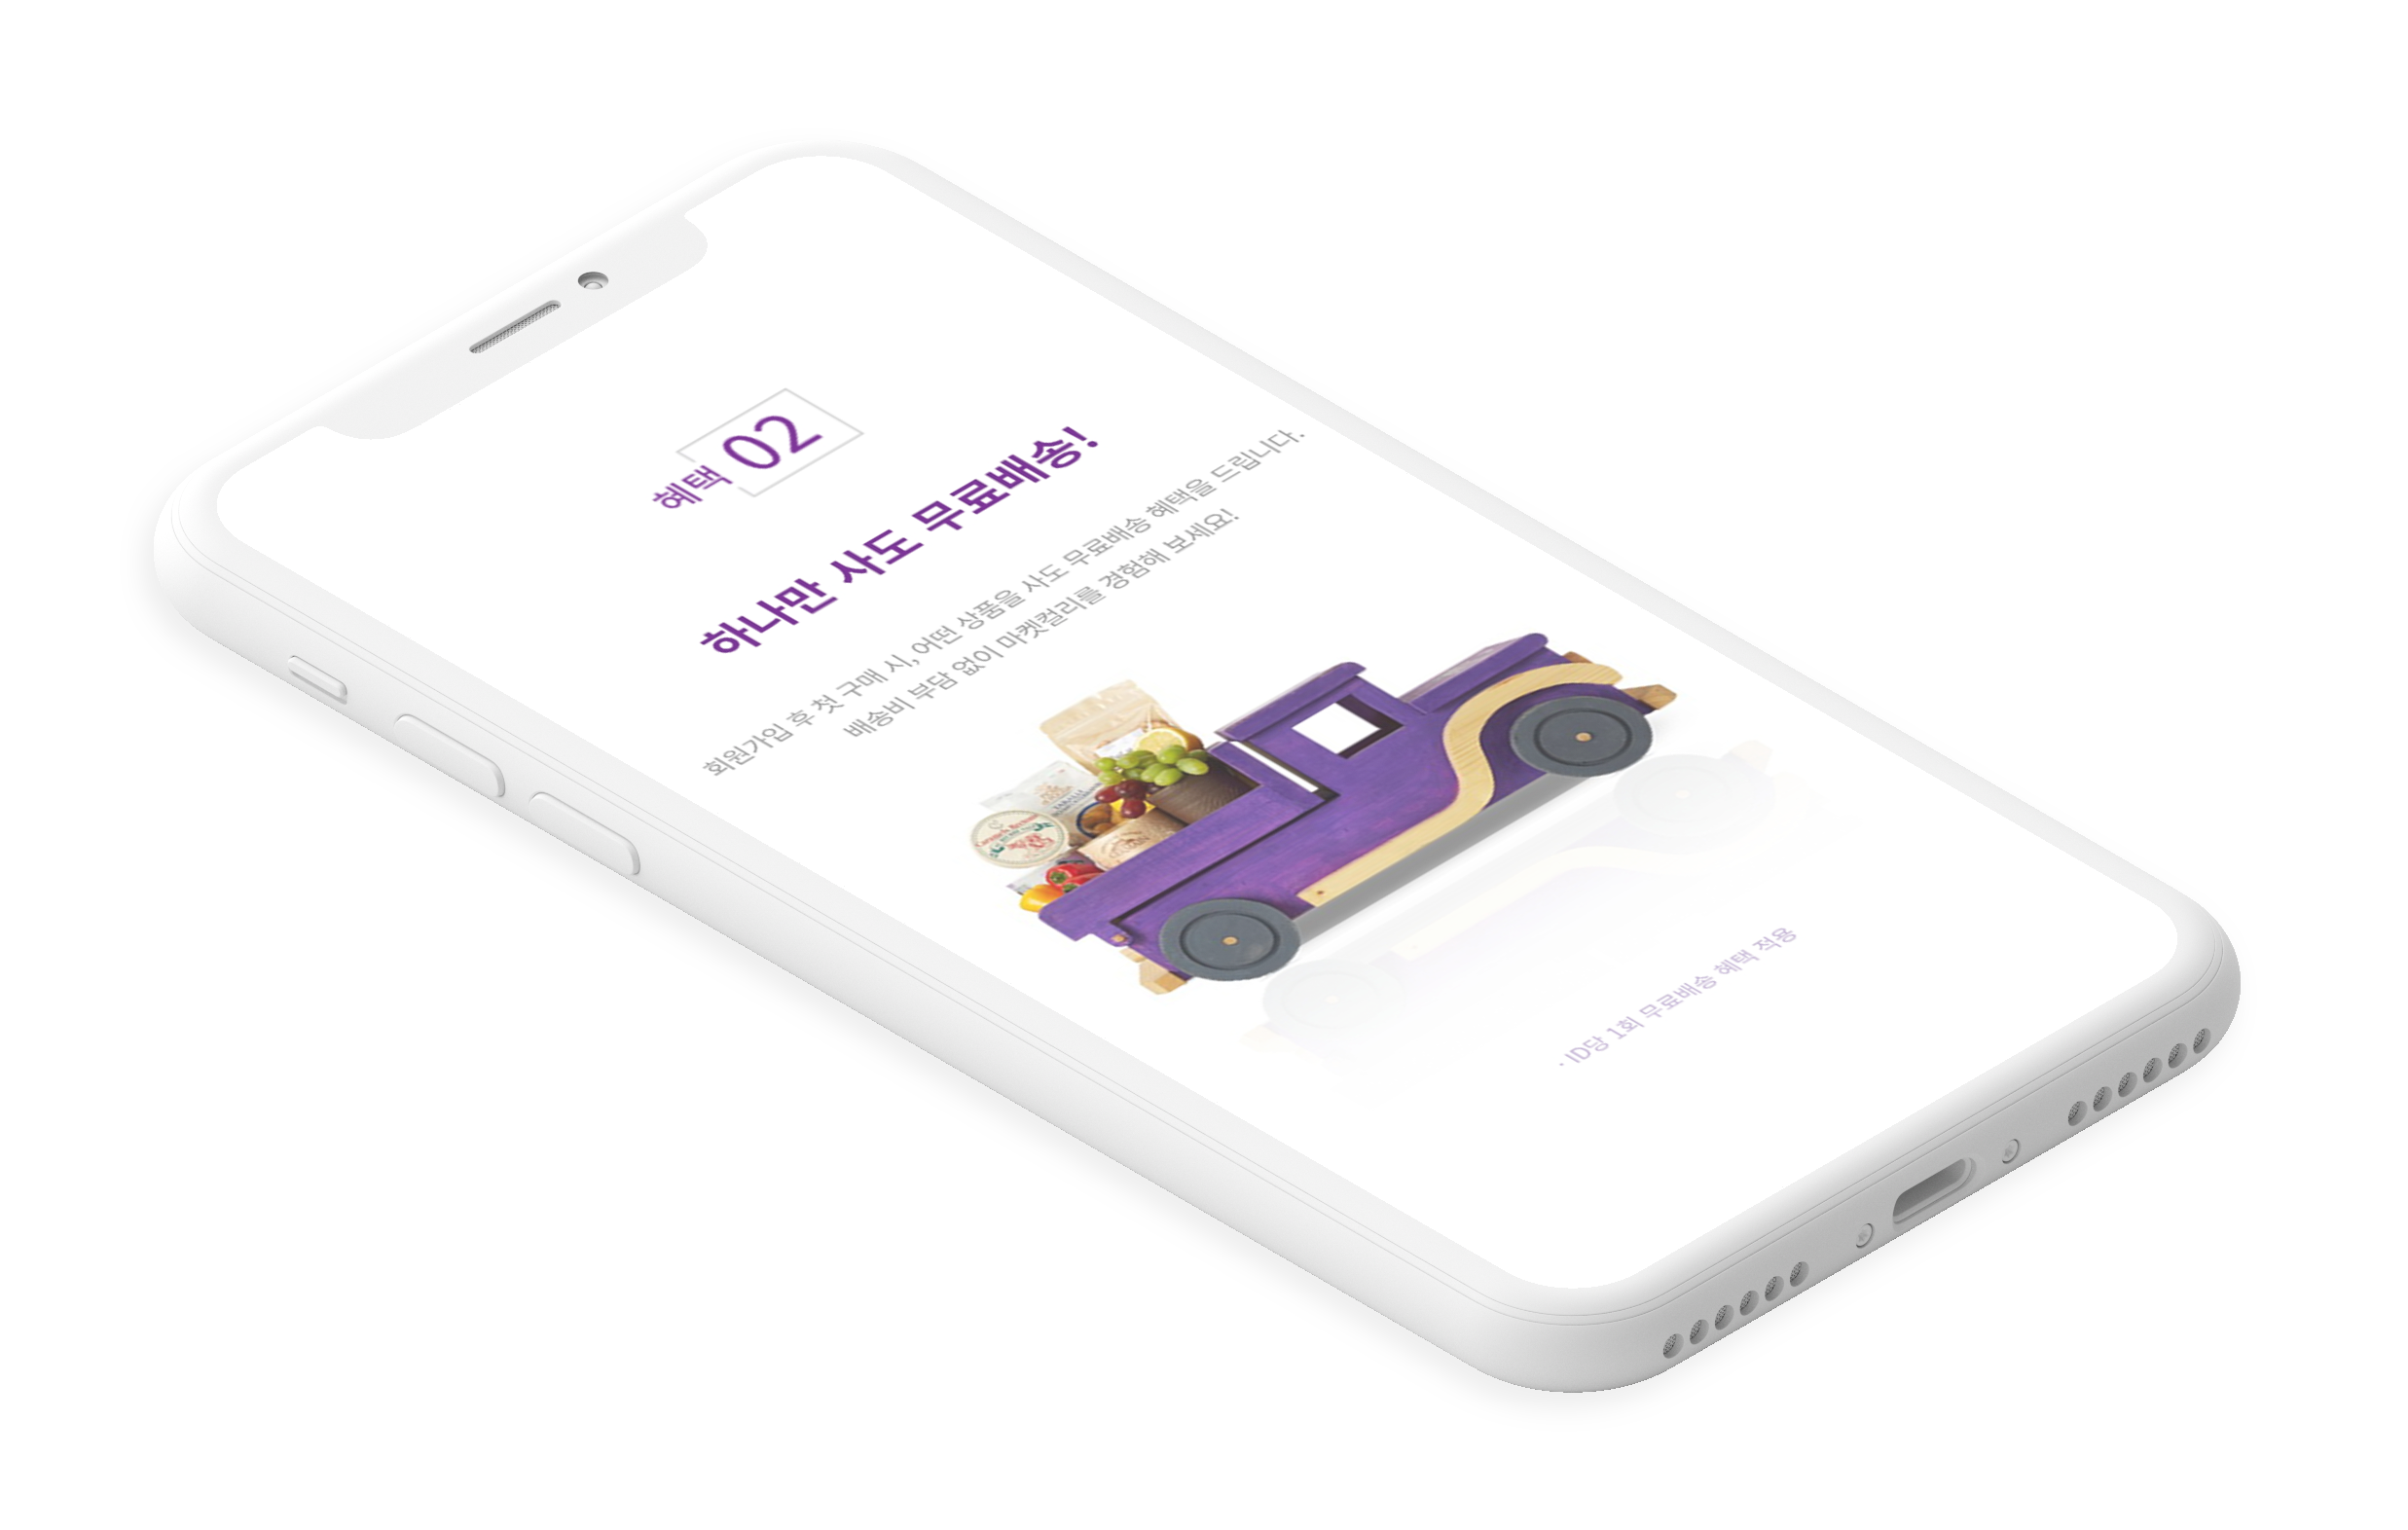 혜택 02
하나만 사도 무료배송!
회원가입 후 첫 구매 시, 어떤 상품을 사도 무료배송 혜택을 드립니다.
배송비 부담 없이 마켓컬리를 경험해 보세요!
· ID당 1회 무료배송 혜택 적용